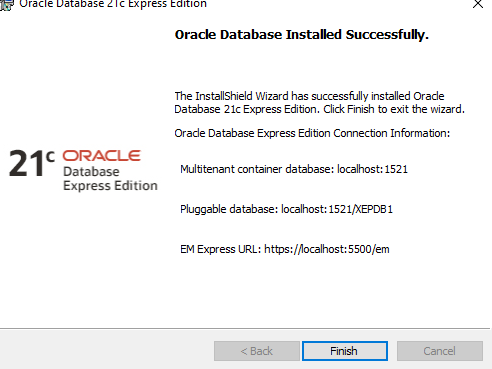 Oracle Database 21c Express Edition
Oracle Database Installed Successfully.
The InstallShield Wizard has successfully installed Oracle
Database 21c Express Edition. Click Finish to exit the wizard.
Oracle Database Express Edition Connection Information:
21c ORACLE
Database
Express Edition
Multitenant container database: localhost:1521
Pluggable database: localhost:1521/XEPDB1
EM Express URL: https://localhost:5500/em
< Back
Finish
Cancel